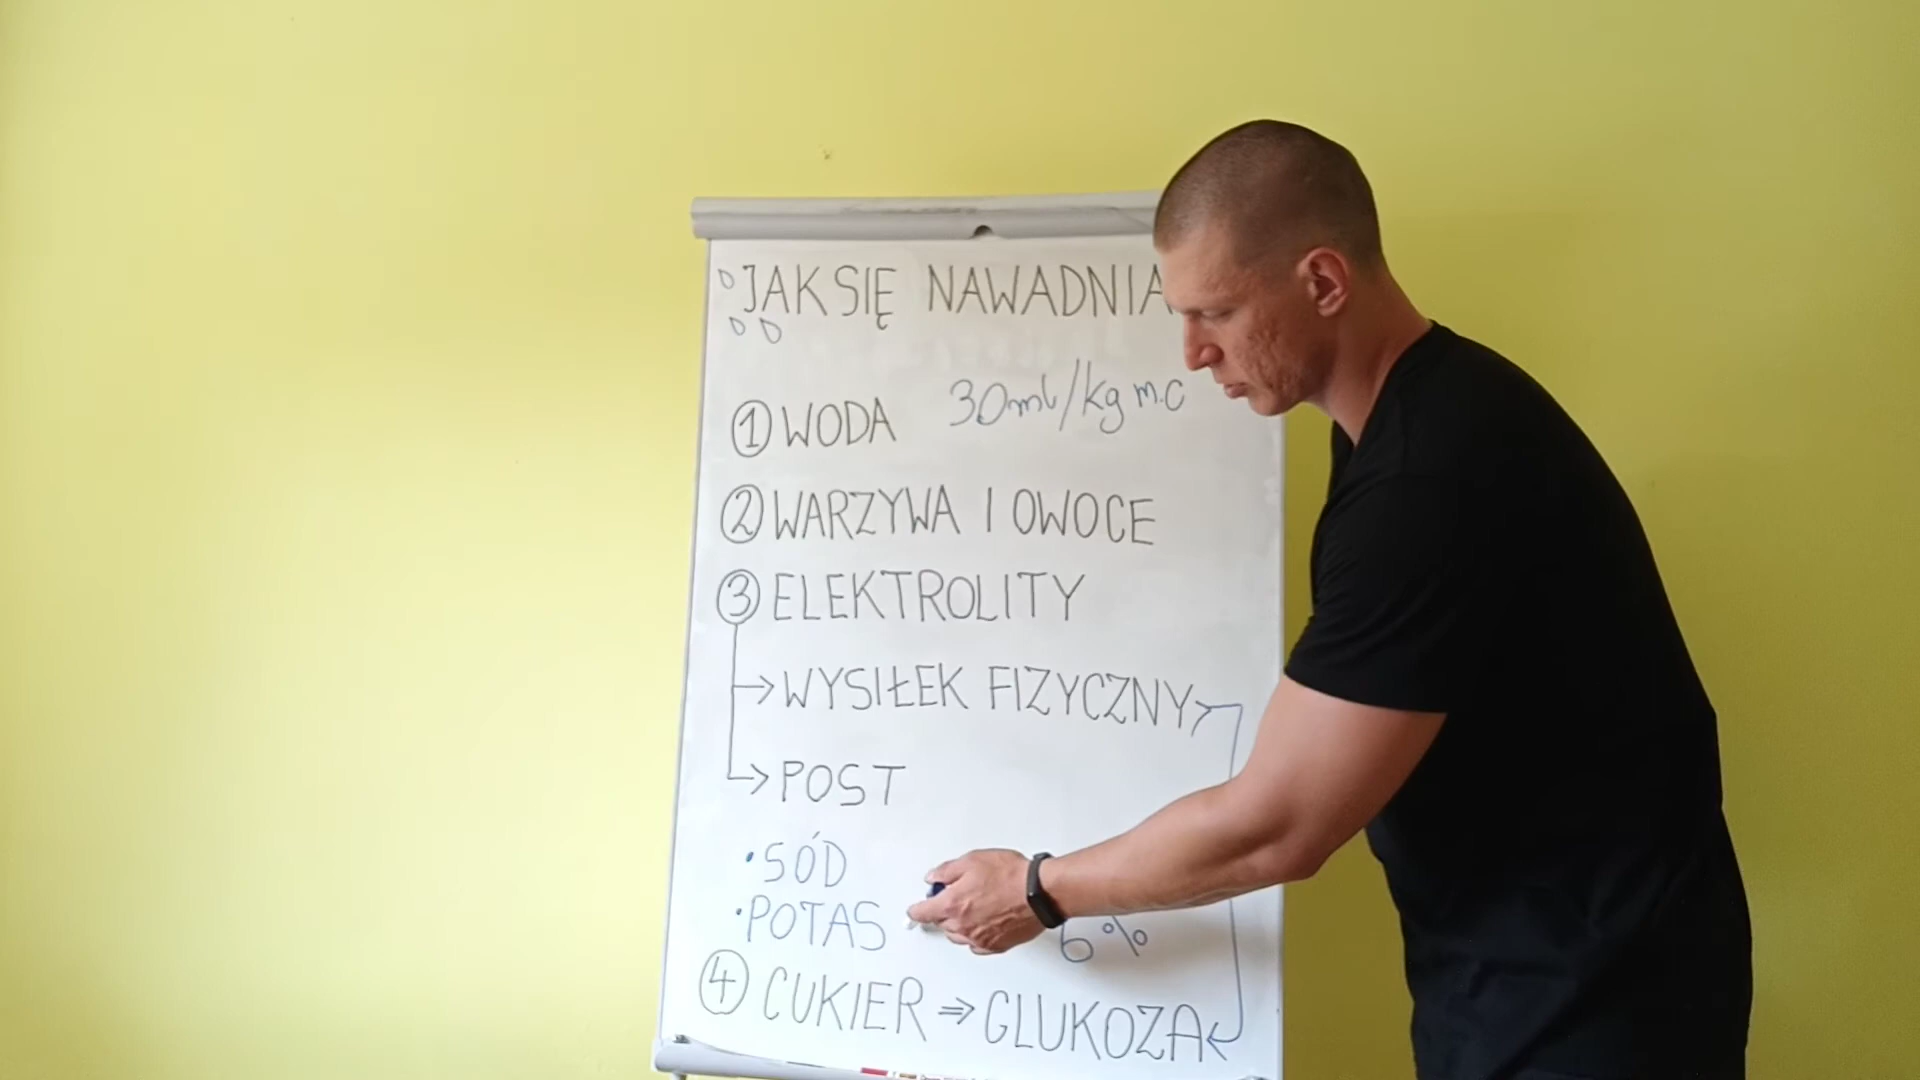 JAK SIĘ NAWADNIA
① WODA 30ml/kg m.c
② WARZYWA I OWOCE
③ ELEKTROLITY
→ WYSIŁEK FIZYCZNY
→ POST
• SÓD
• POTAS 6%
④ CUKIER ⇒ GLUKOZA